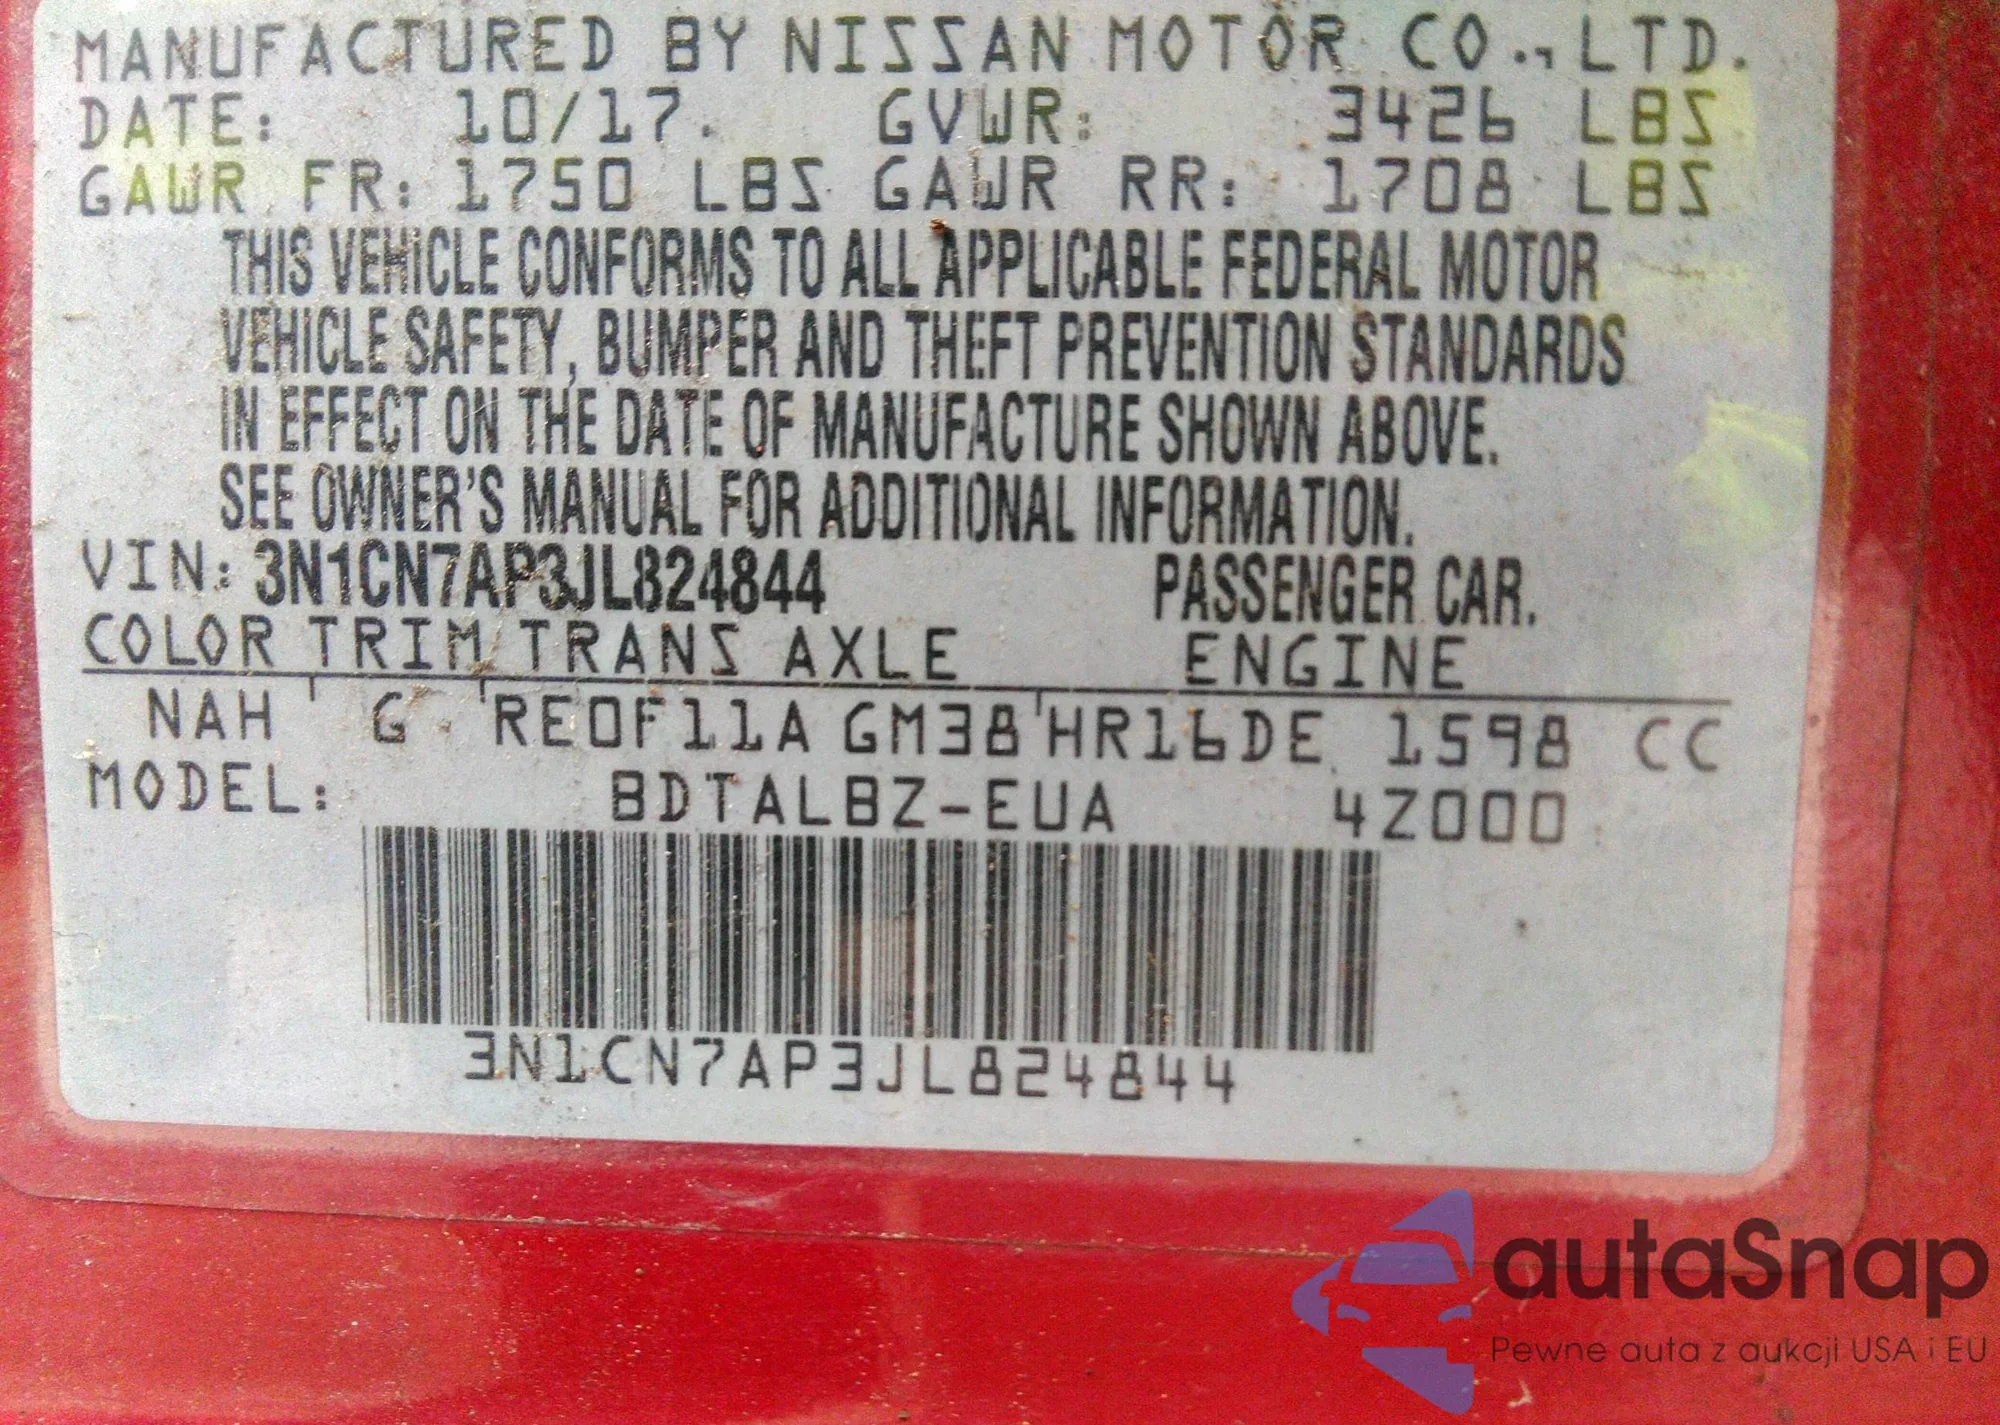 MANUFACTURED BY NISSAN MOTOR CO., LTD.
DATE: 10/17. GVWR: 3426 LBS
GAWR FR: 1750 LBS GAWR RR: 1708 LBS
THIS VEHICLE CONFORMS TO ALL APPLICABLE FEDERAL MOTOR
VEHICLE SAFETY, BUMPER AND THEFT PREVENTION STANDARDS
IN EFFECT ON THE DATE OF MANUFACTURE SHOWN ABOVE.
SEE OWNER'S MANUAL FOR ADDITIONAL INFORMATION.
VIN: 3N1CN7AP3JL824844 PASSENGER CAR.
COLOR TRIM TRANS AXLE ENGINE
NAH G RE0F11A GM38 HR16DE 1598 CC
MODEL: BDTALBZ-EUA 4Z000
3N1CN7AP3JL824844
autaSnap
Pewne auta z aukcji USA i EU